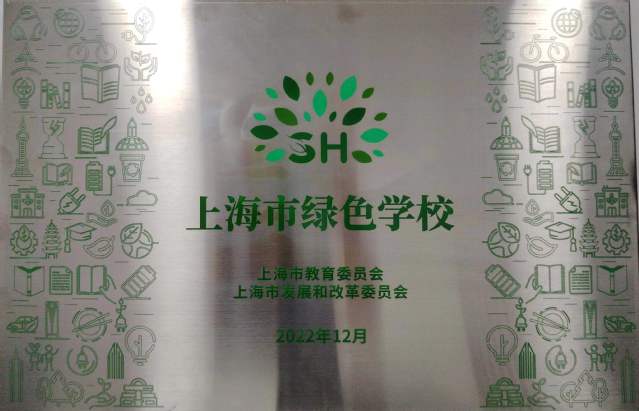 SH
上海市绿色学校
上海市教育委员会
上海市发展和改革委员会
2022年12月